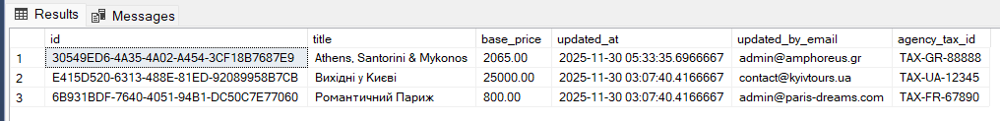 Results Messages
id title base_price updated_at updated_by_email agency_tax_id
1 30549ED6-4A35-4A02-A454-3CF18B7687E9 Athens, Santorini & Mykonos 2065.00 2025-11-30 05:33:35.6966667 admin@amphoreus.gr TAX-GR-88888
2 E415D520-6313-488E-81ED-92089958B7CB Вихідні у Києві 25000.00 2025-11-30 03:07:40.4166667 contact@kyivtours.ua TAX-UA-12345
3 6B931BDF-7640-4051-94B1-DC50C7E77060 Романтичний Париж 800.00 2025-11-30 03:07:40.4166667 admin@paris-dreams.com TAX-FR-67890